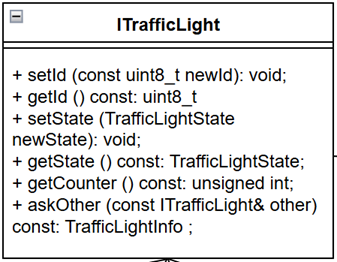 ITrafficLight
+ setId (const uint8_t newId): void;
+ getId () const: uint8_t
+ setState (TrafficLightState
newState): void;
+ getState () const: TrafficLightState;
+ getCounter () const: unsigned int;
+ askOther (const ITrafficLight& other)
const: TrafficLightInfo ;